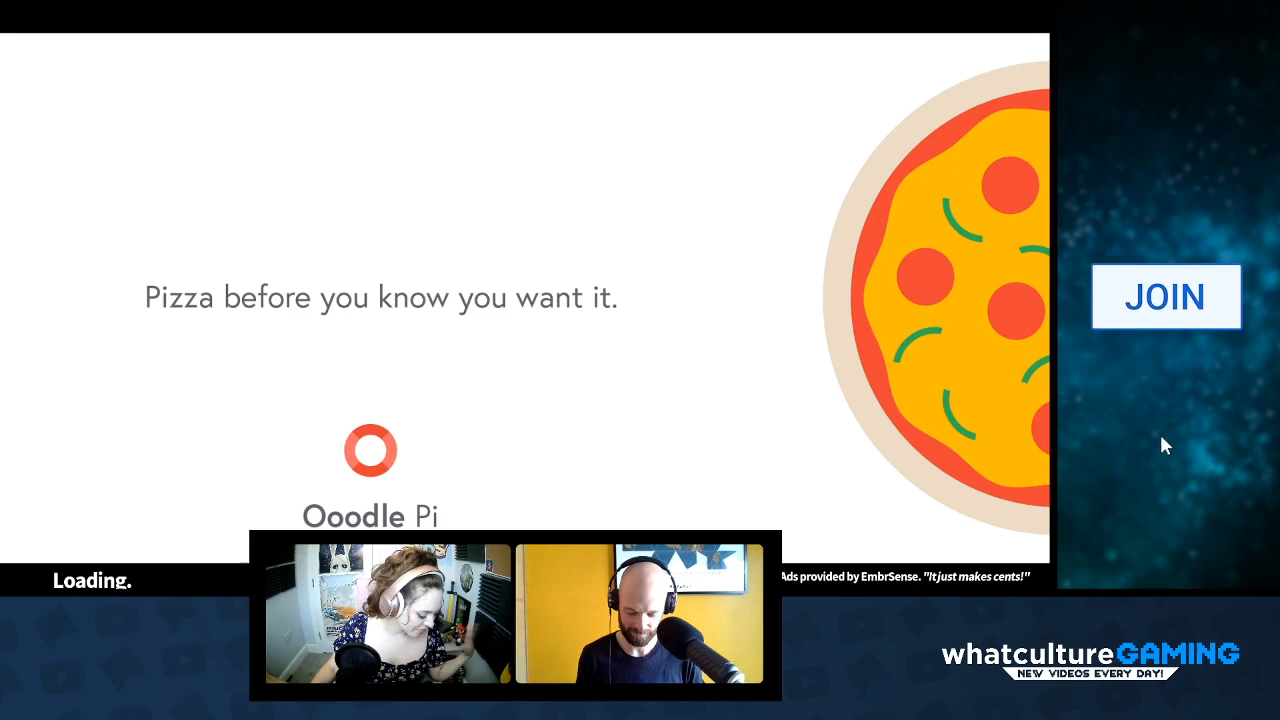 Pizza before you know you want it.
JOIN
Ooodle Pi
Loading.
Ads provided by EmbrSense. "It just makes cents!"
whatcultureGAMING
NEW VIDEOS EVERY DAY!